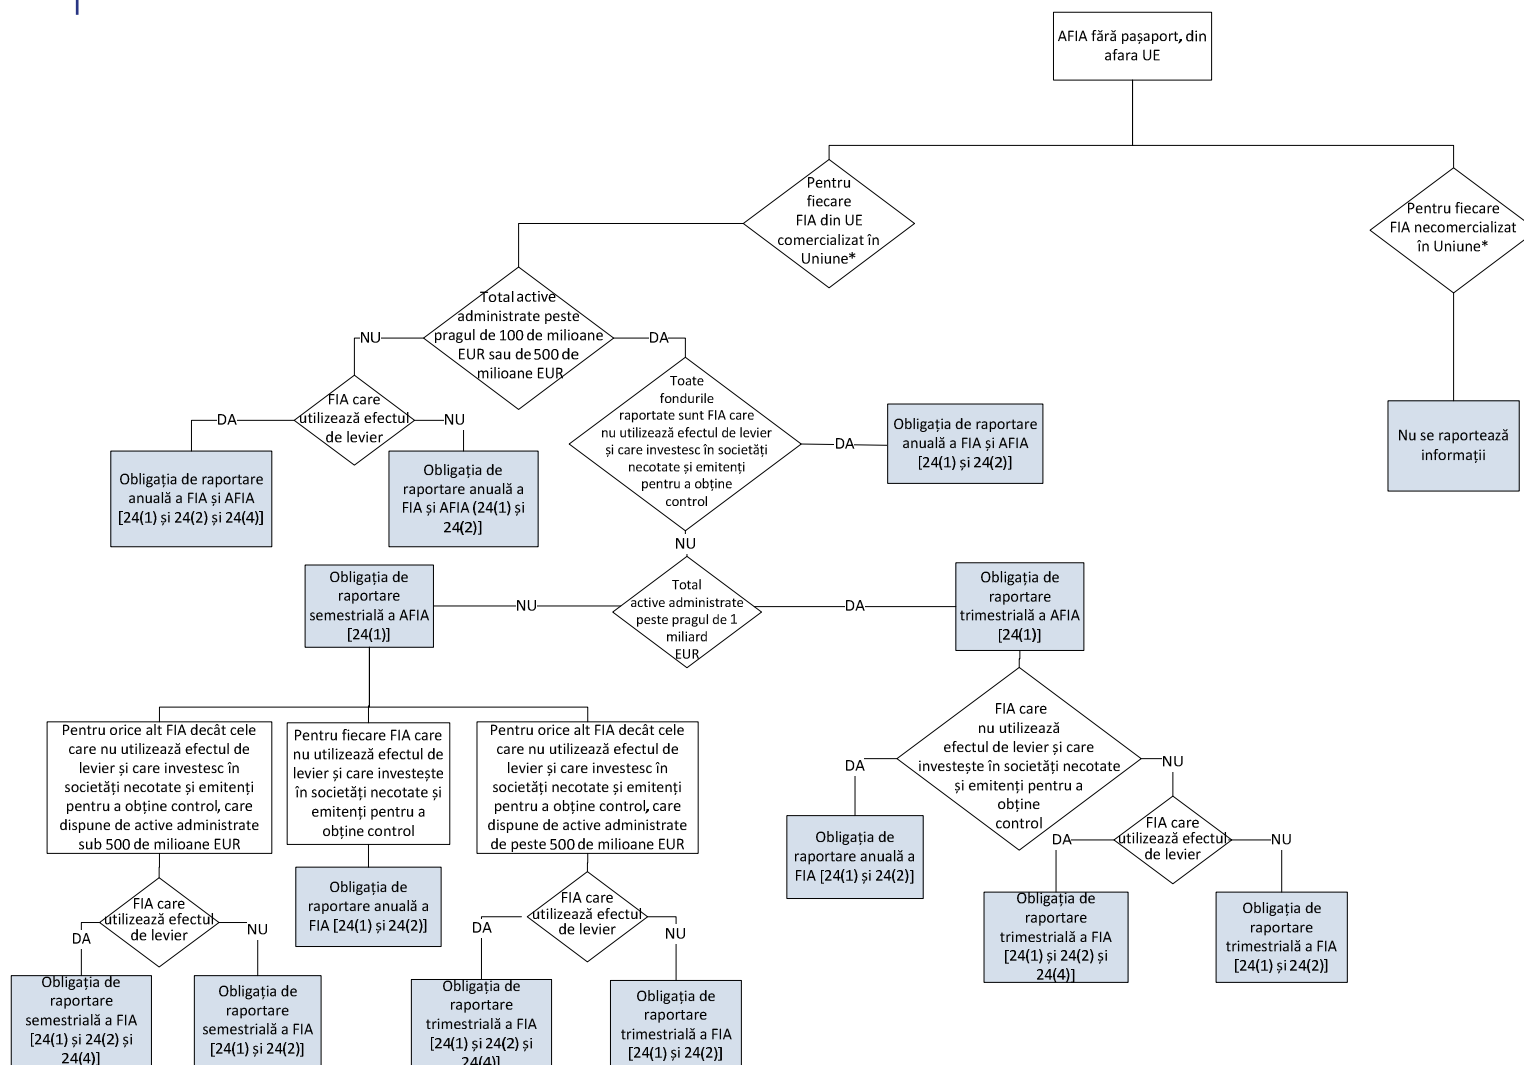 AFIA fără pașaport, din
afara UE
Pentru
fiecare
FIA din UE
comercializat în
Uniune*
Pentru fiecare
FIA necomercializat
în Uniune*
Total active
administrate peste
pragul de 100 de milioane
EUR sau de 500 de
milioane EUR
NU
DA
FIA care
utilizează efectul
de levier
DA
NU
Toate
fondurile
raportate sunt FIA care
nu utilizează efectul de levier
și care investesc în societăți
necotate și emitenți
pentru a obține
control
DA
Obligația de raportare
anuală a FIA și AFIA
[24(1) și 24(2)]
Nu se raportează
informații
Obligația de raportare
anuală a FIA și AFIA
[24(1) și 24(2) și 24(4)]
Obligația de
raportare anuală a
FIA și AFIA (24(1) și
24(2)]
NU
Obligația de
raportare
semestrială a AFIA
[24(1)]
NU
Total
active administrate
peste pragul de 1
miliard
EUR
DA
Obligația de
raportare
trimestrială a AFIA
[24(1)]
Pentru orice alt FIA decât cele
care nu utilizează efectul de
levier și care investesc în
societăți necotate și emitenți
pentru a obține control, care
dispune de active administrate
sub 500 de milioane EUR
Pentru fiecare FIA care
nu utilizează efectul de
levier și care investește
în societăți necotate și
emitenți pentru a
obține control
Pentru orice alt FIA decât cele
care nu utilizează efectul de
levier și care investesc în
societăți necotate și emitenți
pentru a obține control, care
dispune de active administrate
de peste 500 de milioane EUR
FIA care
nu utilizează
efectul de levier și care
investește în societăți necotate
și emitenți pentru a
obține
control
DA
NU
Obligația de
raportare anuală a
FIA [24(1) și 24(2)]
FIA care
utilizează efectul
de levier
DA
NU
Obligația de
raportare anuală a
FIA [24(1) și 24(2)]
FIA care
utilizează efectul
de levier
DA
NU
FIA care
utilizează efectul
de levier
DA
NU
Obligația de
raportare
trimestrială a FIA
[24(1) și 24(2) și
24(4)]
Obligația de
raportare
trimestrială a FIA
[24(1) și 24(2)]
Obligația de
raportare
semestrială a FIA
[24(1) și 24(2) și
24(4)]
Obligația de
raportare
semestrială a FIA
[24(1) și 24(2)]
Obligația de
raportare
trimestrială a FIA
[24(1) și 24(2) și
24(4)]
Obligația de
raportare
trimestrială a FIA
[24(1) și 24(2)]